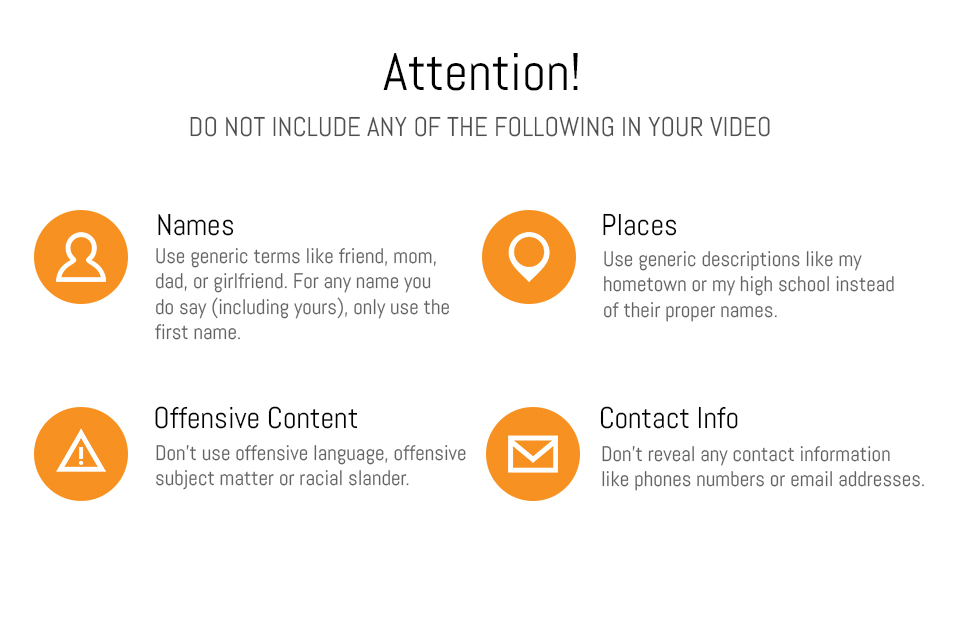 Attention!
DO NOT INCLUDE ANY OF THE FOLLOWING IN YOUR VIDEO
Names
Use generic terms like friend, mom,
dad, or girlfriend. For any name you
do say (including yours), only use the
first name.
Places
Use generic descriptions like my
hometown or my high school instead
of their proper names.
Offensive Content
Don't use offensive language, offensive
subject matter or racial slander.
Contact Info
Don't reveal any contact information
like phones numbers or email addresses.